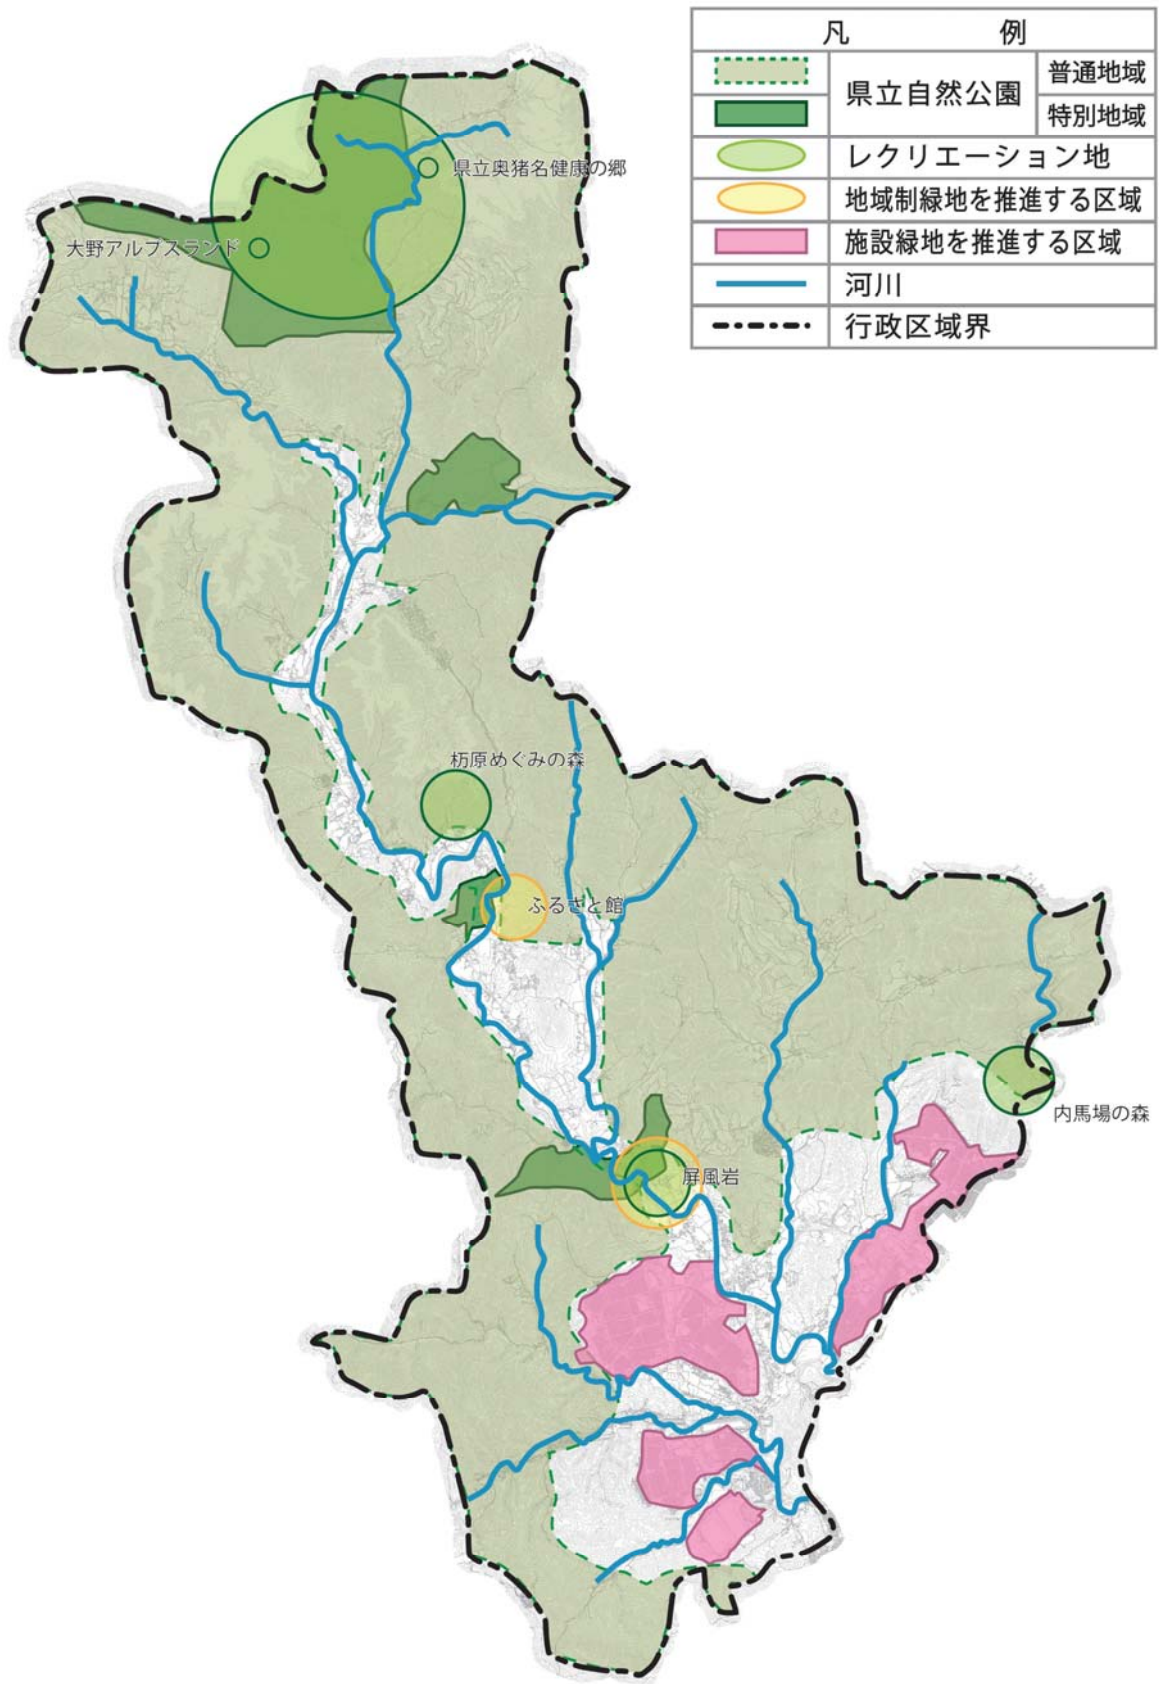 凡例
県立自然公園
普通地域
特別地域
レクリエーション地
地域制緑地を推進する区域
施設緑地を推進する区域
河川
行政区域界
県立奥猪名健康の郷
大野アルプスランド
杤原めぐみの森
ふるさと館
内馬場の森
屏風岩